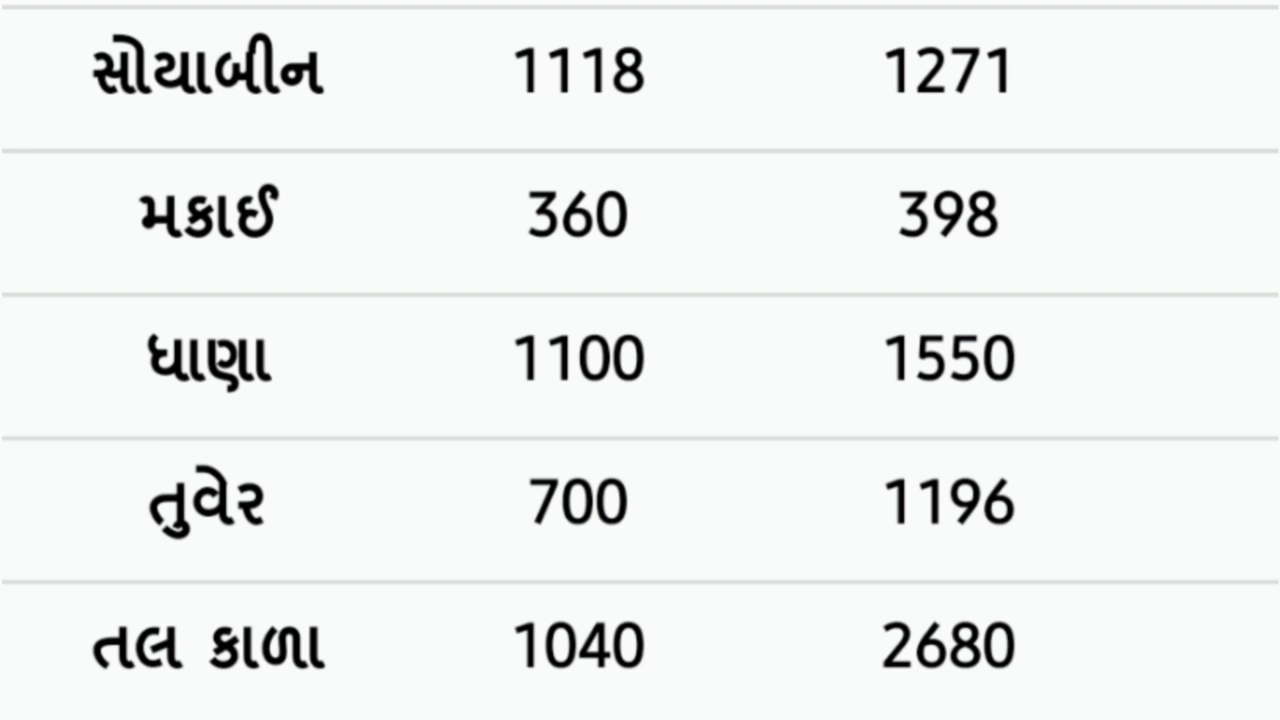 સોયાબીન 1118 1271
મકાઈ 360 398
ધાણા 1100 1550
તુવેર 700 1196
તલ કાળા 1040 2680